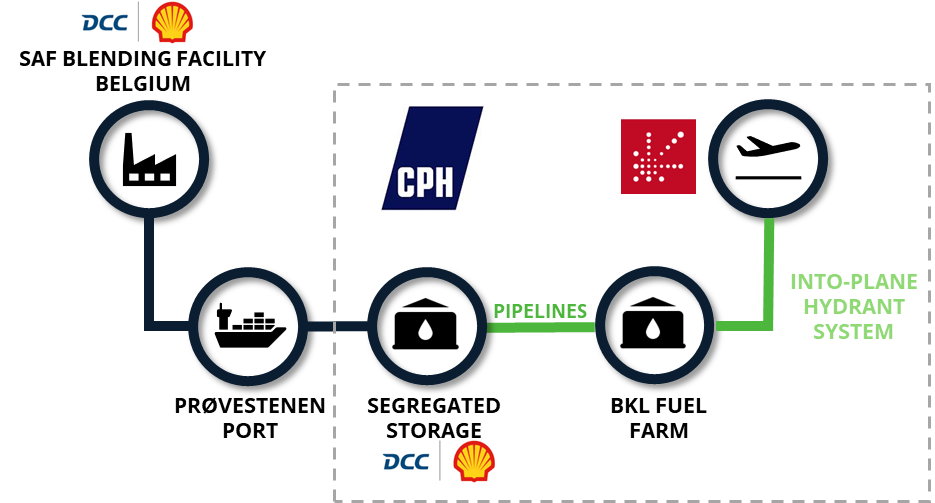 DCC
SAF BLENDING FACILITY
BELGIUM
CPH
PIPELINES
INTO-PLANE
HYDRANT
SYSTEM
PRØVESTENEN
PORT
SEGREGATED
STORAGE
DCC
BKL FUEL
FARM